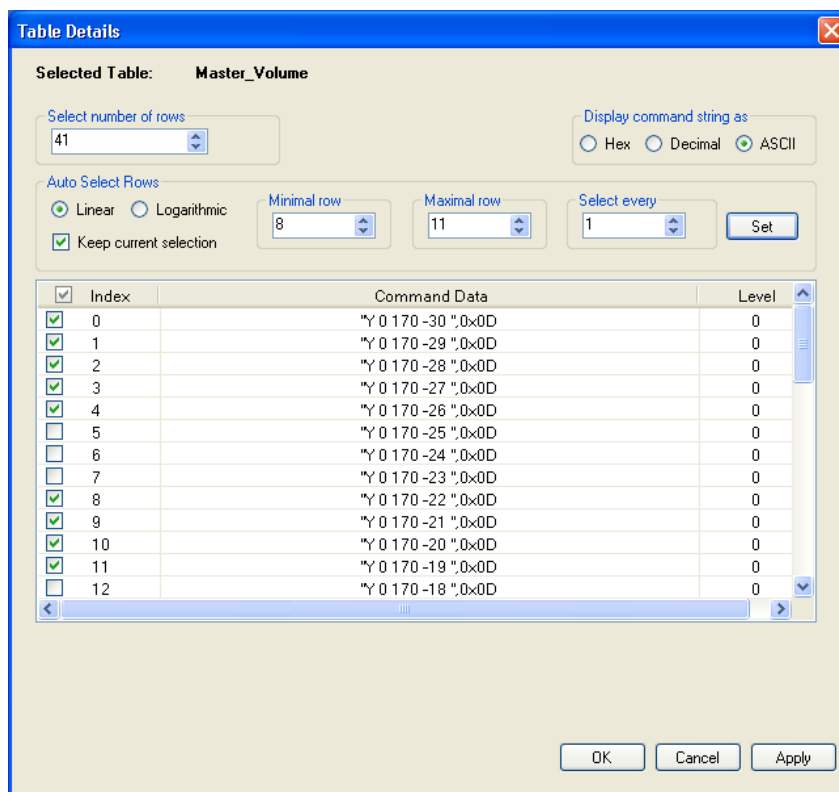 Table Details
Selected Table: Master_Volume
Select number of rows
41
Display command string as
Hex Decimal ASCII
Auto Select Rows
Linear Logarithmic
Keep current selection
Minimal row
8
Maximal row
11
Select every
1
Set
Index Command Data Level
0 "Y 0 170 -30 ",0x0D 0
1 "Y 0 170 -29 ",0x0D 0
2 "Y 0 170 -28 ",0x0D 0
3 "Y 0 170 -27 ",0x0D 0
4 "Y 0 170 -26 ",0x0D 0
5 "Y 0 170 -25 ",0x0D 0
6 "Y 0 170 -24 ",0x0D 0
7 "Y 0 170 -23 ",0x0D 0
8 "Y 0 170 -22 ",0x0D 0
9 "Y 0 170 -21 ",0x0D 0
10 "Y 0 170 -20 ",0x0D 0
11 "Y 0 170 -19 ",0x0D 0
12 "Y 0 170 -18 ",0x0D 0
OK Cancel Apply